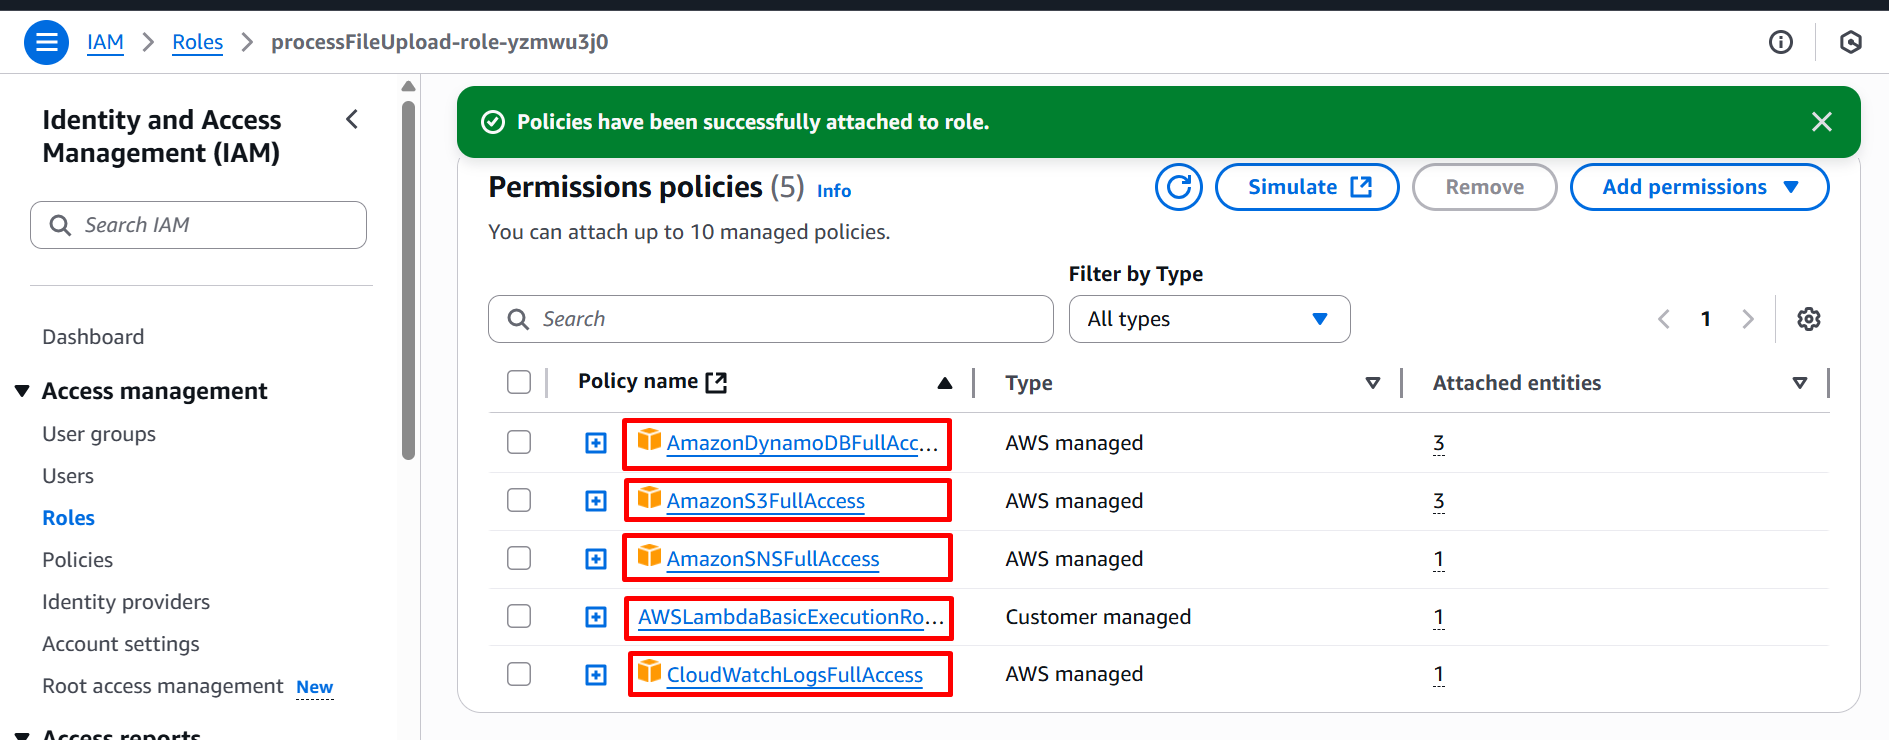 IAM > Roles > processFileUpload-role-yzmwu3j0
Identity and Access
Management (IAM)
Search IAM
Dashboard
Access management
User groups
Users
Roles
Policies
Identity providers
Account settings
Root access management New
Access reports
Policies have been successfully attached to role.
Permissions policies (5) Info
Simulate
Remove
Add permissions
You can attach up to 10 managed policies.
Filter by Type
Search
All types
1
Policy name Type Attached entities
AmazonDynamoDBFullAcc... AWS managed 3
AmazonS3FullAccess AWS managed 3
AmazonSNSFullAccess AWS managed 1
AWSLambdaBasicExecutionRo... Customer managed 1
CloudWatchLogsFullAccess AWS managed 1